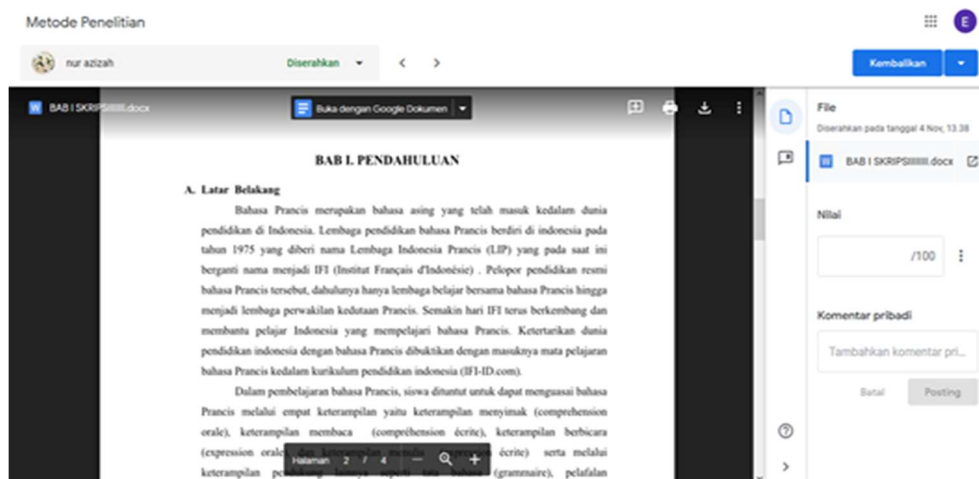 Metode Penelitian
E
nur azizah
Diserahkan
Kembalikan
BAB I SKRIPSIIIIIII.docx
Buka dengan Google Dokumen
File
Diserahkan pada tanggal 4 Nov, 13.38
BAB I SKRIPSIIIIIII.docx
Nilai
/100
Komentar pribadi
Tambahkan komentar pri...
Batal
Posting
BAB I. PENDAHULUAN
A. Latar Belakang
Bahasa Prancis merupakan bahasa asing yang telah masuk kedalam dunia
pendidikan di Indonesia. Lembaga pendidikan bahasa Prancis berdiri di indonesia pada
tahun 1975 yang diberi nama Lembaga Indonesia Prancis (LIP) yang pada saat ini
berganti nama menjadi IFI (Institut Français d'Indonésie) . Pelopor pendidikan resmi
bahasa Prancis tersebut, dahulunya hanya lembaga belajar bersama bahasa Prancis hingga
menjadi lembaga perwakilan kedutaan Prancis. Semakin hari IFI terus berkembang dan
membantu pelajar Indonesia yang mempelajari bahasa Prancis. Ketertarikan dunia
pendidikan indonesia dengan bahasa Prancis dibuktikan dengan masuknya mata pelajaran
bahasa Prancis kedalam kurikulum pendidikan indonesia (IFI-ID.com).
Dalam pembelajaran bahasa Prancis, siswa dituntut untuk dapat menguasai bahasa
Prancis melalui empat keterampilan yaitu keterampilan menyimak (comprehension
orale), keterampilan membaca (compréhension écrite), keterampilan berbicara
(expression orale) écrite) serta melalui
keterampilan (grammaire), pelafalan
Halaman 2 / 4